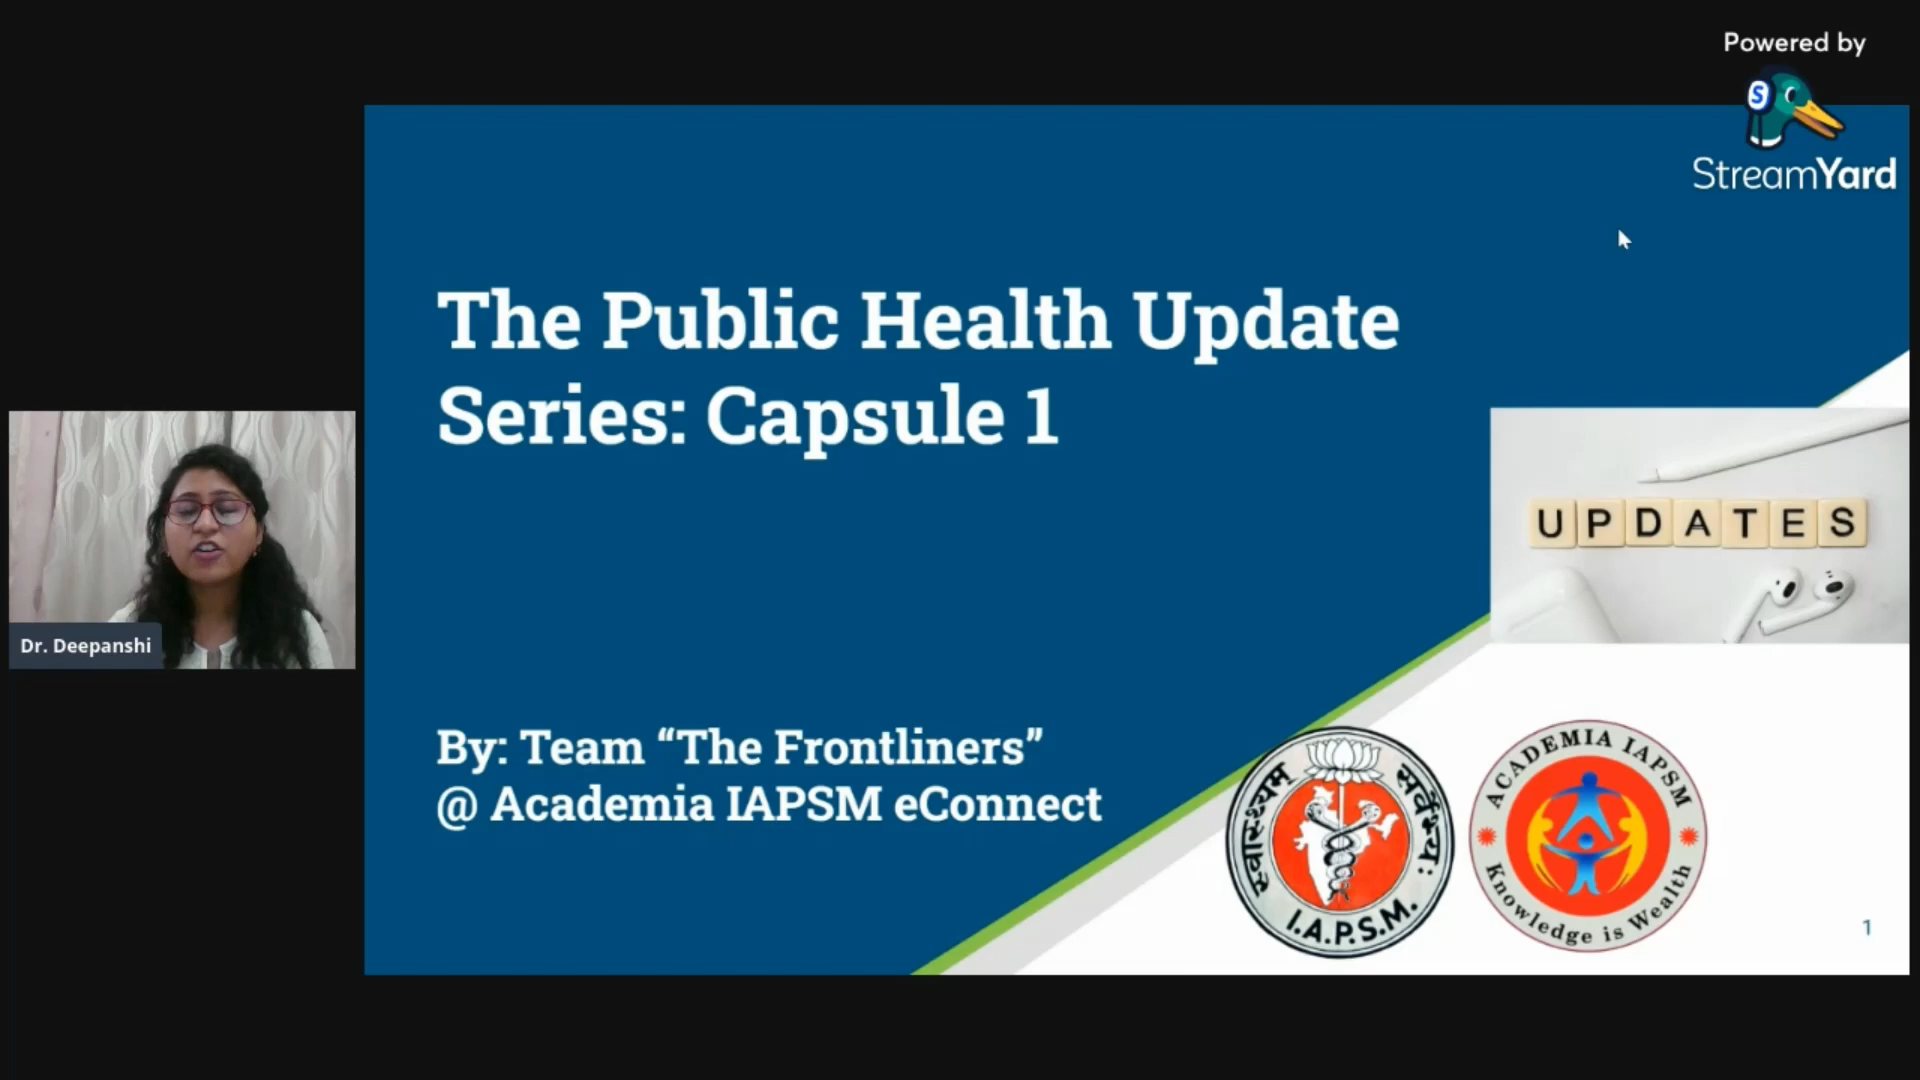 Powered by
S
StreamYard
The Public Health Update
Series: Capsule 1
UPDATES
Dr. Deepanshi
By: Team “The Frontliners”
@ Academia IAPSM eConnect
I.A.P.S.M.
ACADEMIA IAPSM
Knowledge is Wealth
1